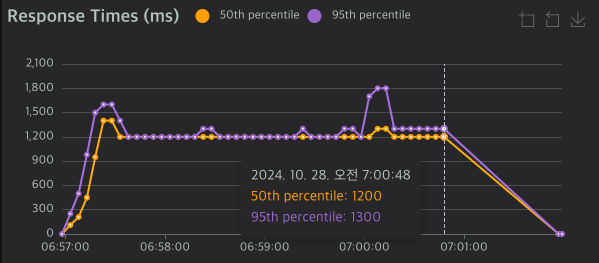 Response Times (ms)
50th percentile
95th percentile
2,100
1,800
1,500
1,200
900
600
300
0
2024. 10. 28. 오전 7:00:48
50th percentile: 1200
95th percentile: 1300
06:57:00
06:58:00
06:59:00
07:00:00
07:01:00